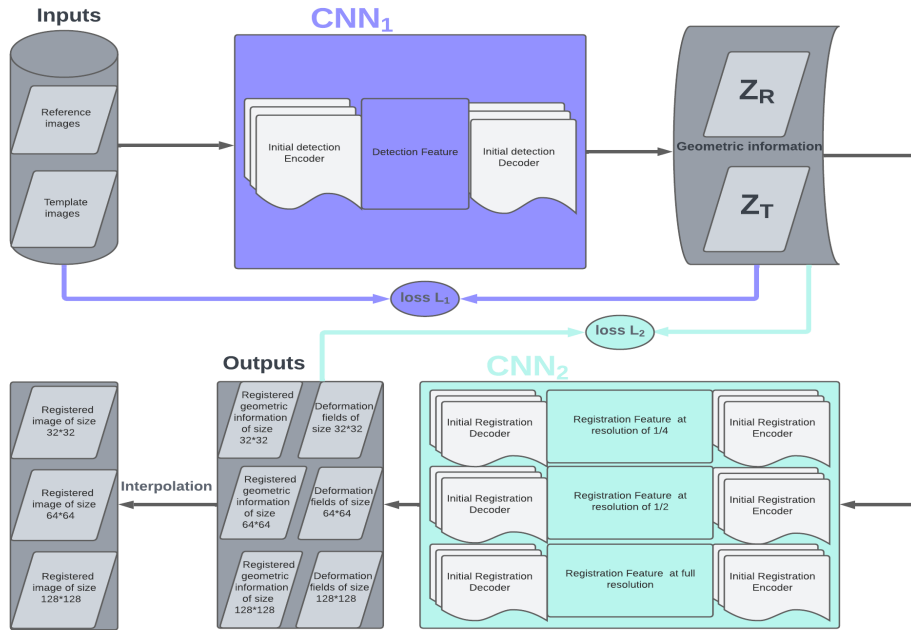 Inputs
CNN₁
Reference
images
Template
images
Initial detection
Encoder
Detection Feature
Initial detection
Decoder
Z_R
Geometric information
Z_T
loss L₁
loss L₂
Outputs
CNN₂
Registered
image of size
32*32
Registered
image of size
64*64
Registered
image of size
128*128
Interpolation
Registered
geometric
information
of size
32*32
Deformation
fields of
size 32*32
Registered
geometric
information
of size
64*64
Deformation
fields of size
64*64
Registered
geometric
information
of size
128*128
Deformation
fields of size
128*128
Initial Registration
Decoder
Registration Feature at
resolution of 1/4
Initial Registration
Encoder
Initial Registration
Decoder
Registration Feature at
resolution of 1/2
Initial Registration
Encoder
Initial Registration
Decoder
Registration Feature at full
resolution
Initial Registration
Encoder